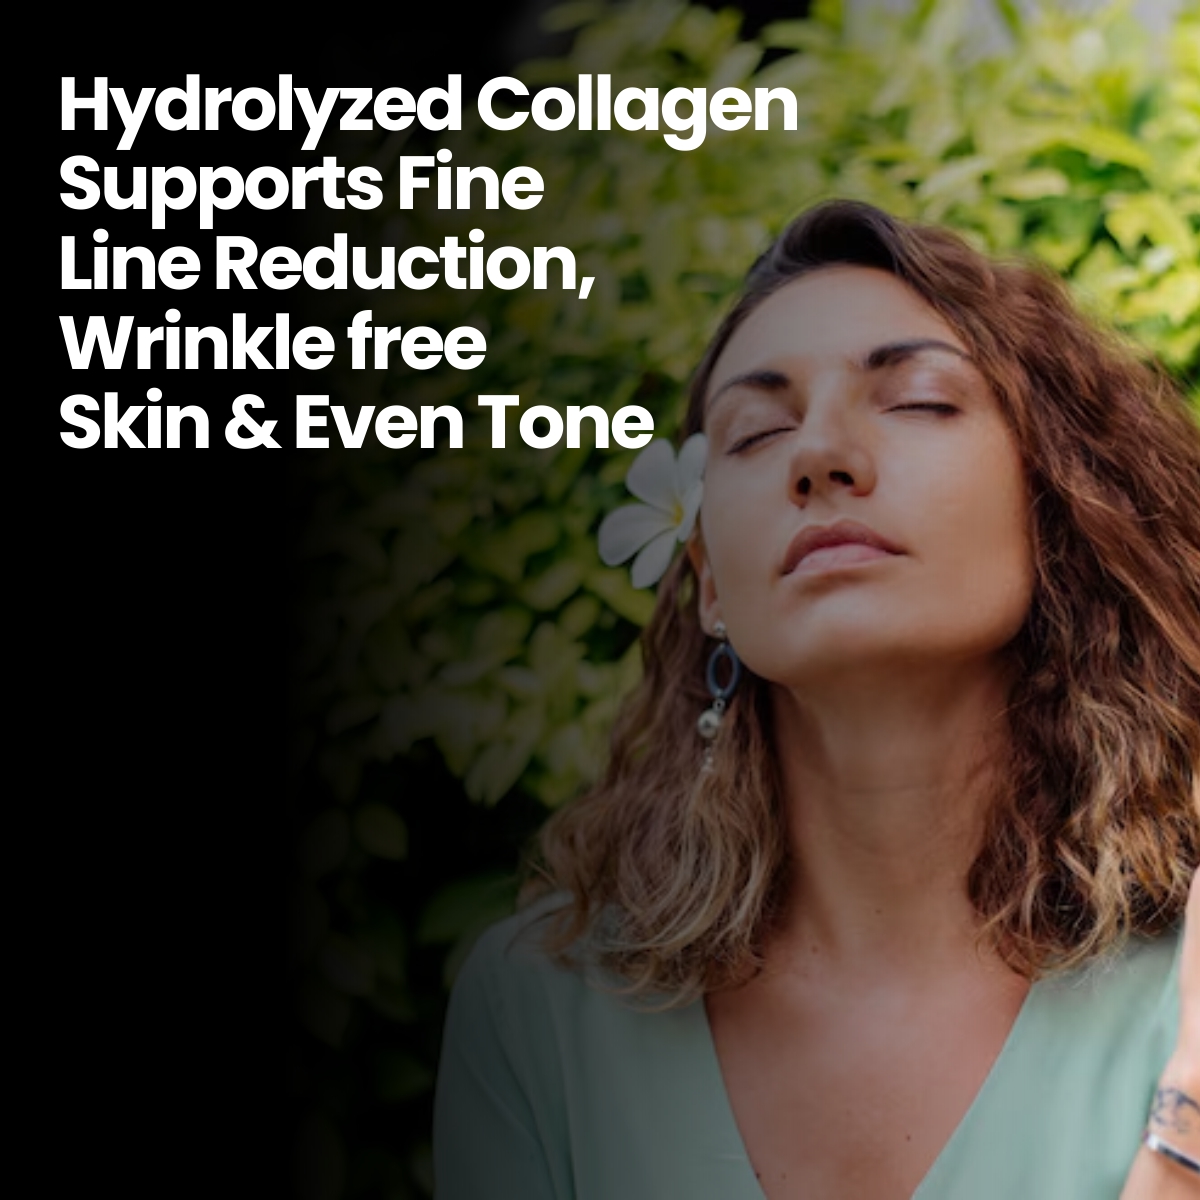 Hydrolyzed Collagen
Supports Fine
Line Reduction,
Wrinkle free
Skin & Even Tone